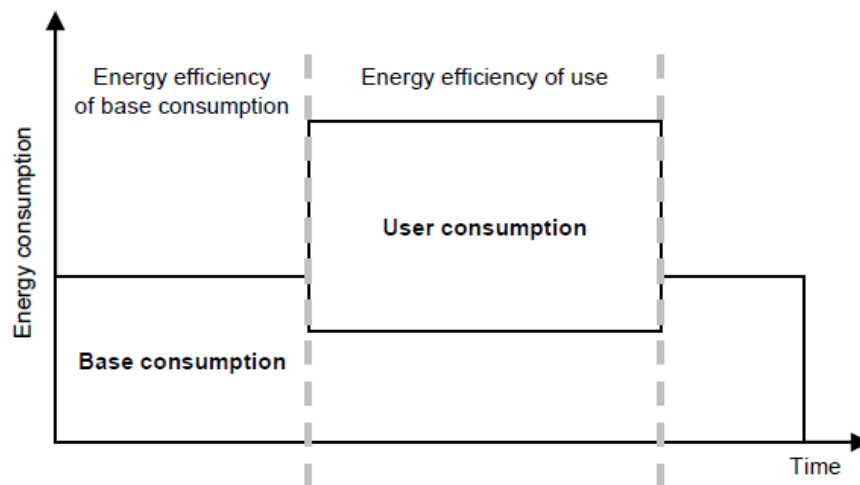 Energy efficiency
of base consumption
Energy efficiency of use
Energy consumption
User consumption
Base consumption
Time